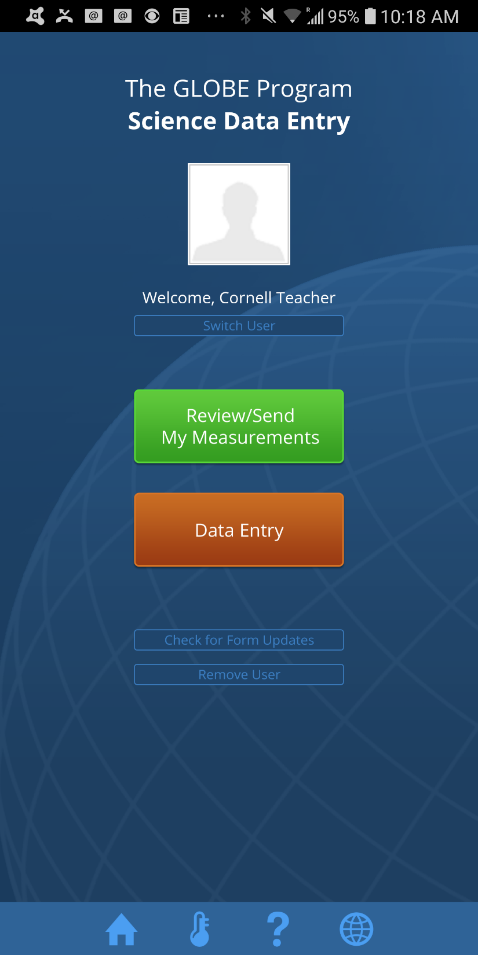 95% 10:18 AM
The GLOBE Program
Science Data Entry
Welcome, Cornell Teacher
Switch User
Review/Send
My Measurements
Data Entry
Check for Form Updates
Remove User